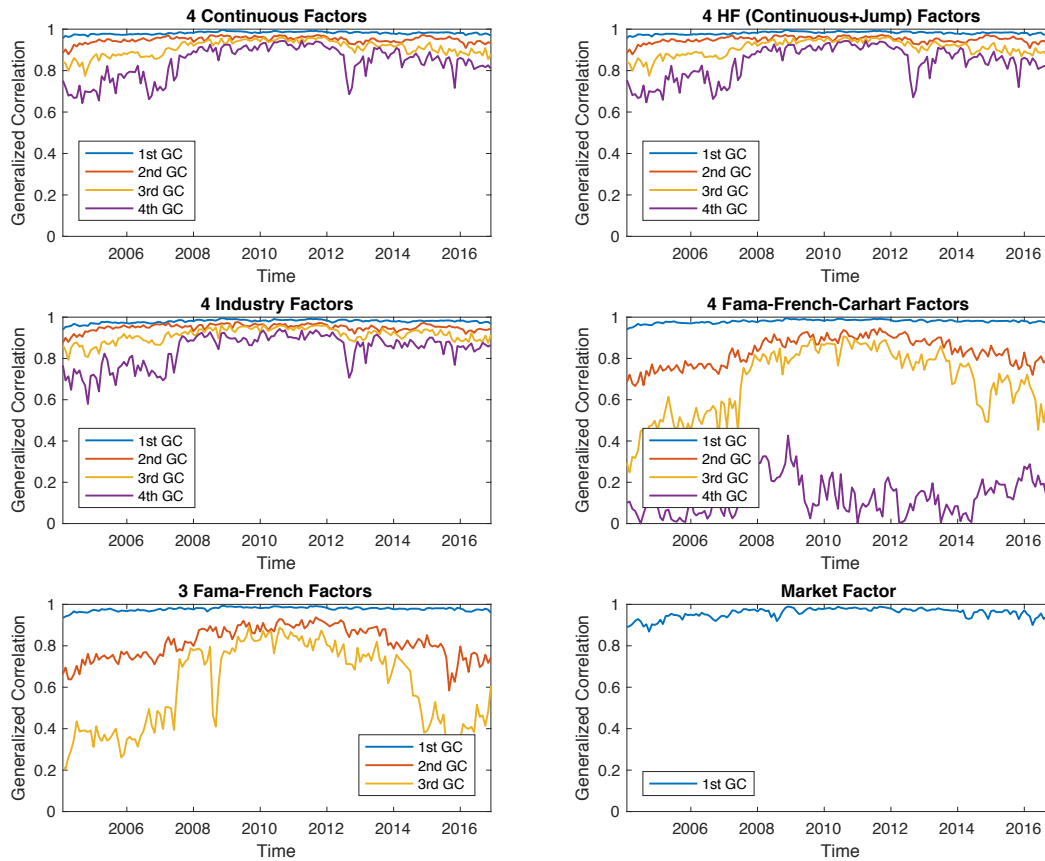 4 Continuous Factors
Generalized Correlation
1
0.8
0.6
0.4
0.2
0
1st GC
2nd GC
3rd GC
4th GC
2006 2008 2010 2012 2014 2016
Time
4 HF (Continuous+Jump) Factors
Generalized Correlation
1
0.8
0.6
0.4
0.2
0
1st GC
2nd GC
3rd GC
4th GC
2006 2008 2010 2012 2014 2016
Time
4 Industry Factors
Generalized Correlation
1
0.8
0.6
0.4
0.2
0
1st GC
2nd GC
3rd GC
4th GC
2006 2008 2010 2012 2014 2016
Time
4 Fama-French-Carhart Factors
Generalized Correlation
1
0.8
0.6
0.4
0.2
0
1st GC
2nd GC
3rd GC
4th GC
2006 2008 2010 2012 2014 2016
Time
3 Fama-French Factors
Generalized Correlation
1
0.8
0.6
0.4
0.2
0
1st GC
2nd GC
3rd GC
2006 2008 2010 2012 2014 2016
Time
Market Factor
Generalized Correlation
1
0.8
0.6
0.4
0.2
0
1st GC
2006 2008 2010 2012 2014 2016
Time